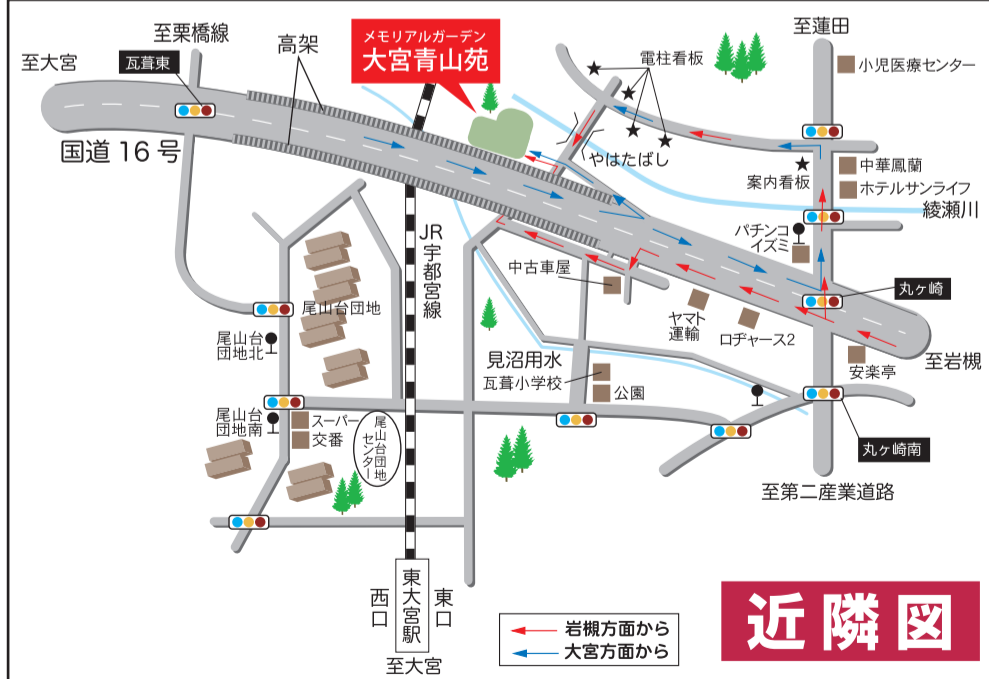 至栗橋線
至大宮
瓦葺東
高架
メモリアルガーデン
大宮青山苑
電柱看板
至蓮田
小児医療センター
国道 16 号
やはたばし
案内看板
中華鳳蘭
ホテルサンライフ
綾瀬川
パチンコ
イズミ
JR宇都宮線
中古車屋
丸ヶ崎
尾山台団地
尾山台
団地北
ヤマト
運輸
ロヂャース2
至岩槻
安楽亭
見沼用水
瓦葺小学校
公園
尾山台
団地南
スーパー
交番
尾山台団地
センター
丸ヶ崎南
至第二産業道路
西口
東大宮駅
東口
至大宮
岩槻方面から
大宮方面から
近隣図